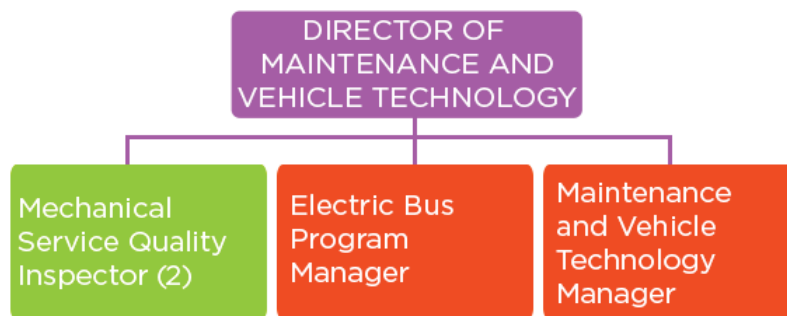 DIRECTOR OF
MAINTENANCE AND
VEHICLE TECHNOLOGY
Mechanical
Service Quality
Inspector (2)
Electric Bus
Program
Manager
Maintenance
and Vehicle
Technology
Manager